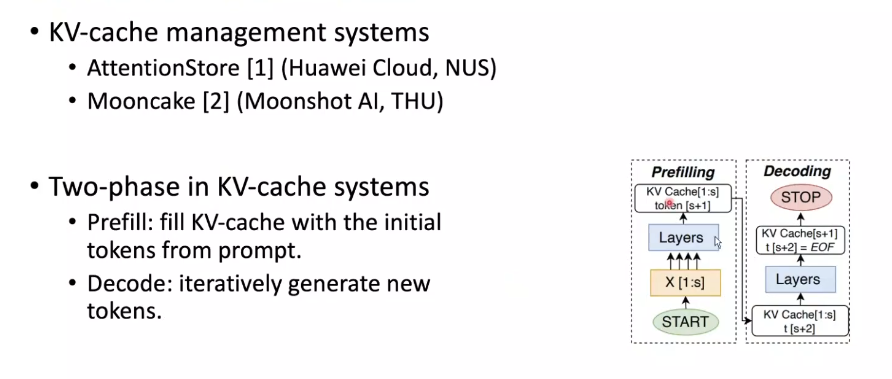 • KV-cache management systems
• AttentionStore [1] (Huawei Cloud, NUS)
• Mooncake [2] (Moonshot AI, THU)
• Two-phase in KV-cache systems
• Prefill: fill KV-cache with the initial
tokens from prompt.
• Decode: iteratively generate new
tokens.
Prefilling
KV Cache[1:s]
token [s+1]
Layers
X [1:s]
START
Decoding
STOP
KV Cache[s+1]
t [s+2] = EOF
Layers
KV Cache[1:s]
t [s+2]